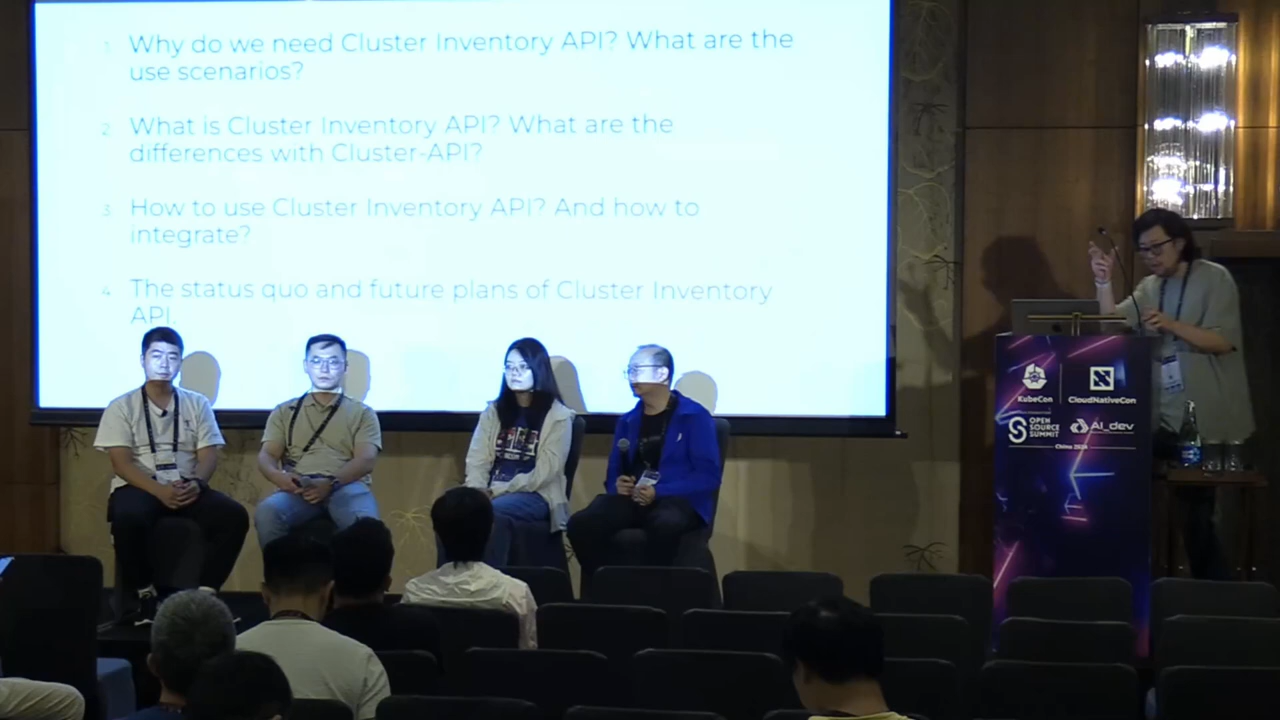 1 Why do we need Cluster Inventory API? What are the
use scenarios?
2 What is Cluster Inventory API? What are the
differences with Cluster-API?
3 How to use Cluster Inventory API? And how to
integrate?
4 The status quo and future plans of Cluster Inventory
API.
KubeCon
CloudNativeCon
OPEN
SOURCE
SUMMIT
AI_dev
China 2024